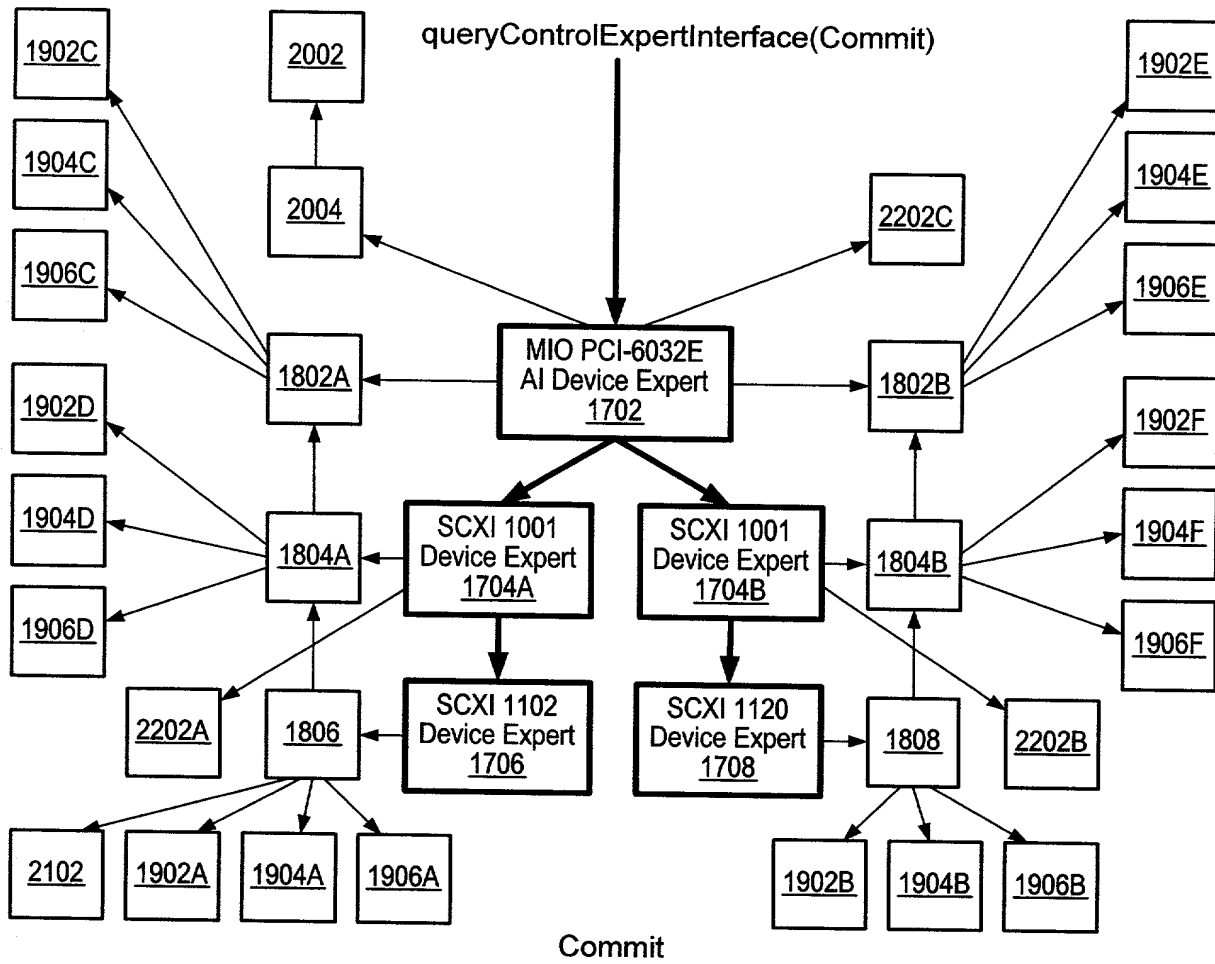 queryControlExpertInterface(Commit)
1902C
2002
1902E
1904C
2004
1904E
2202C
1906C
1906E
MIO PCI-6032E
AI Device Expert
1702
1802A
1802B
1902D
1902F
1904D
SCXI 1001
Device Expert
1704A
SCXI 1001
Device Expert
1704B
1804A
1804B
1904F
1906D
1906F
2202A
1806
SCXI 1102
Device Expert
1706
SCXI 1120
Device Expert
1708
1808
2202B
2102
1902A
1904A
1906A
1902B
1904B
1906B
Commit